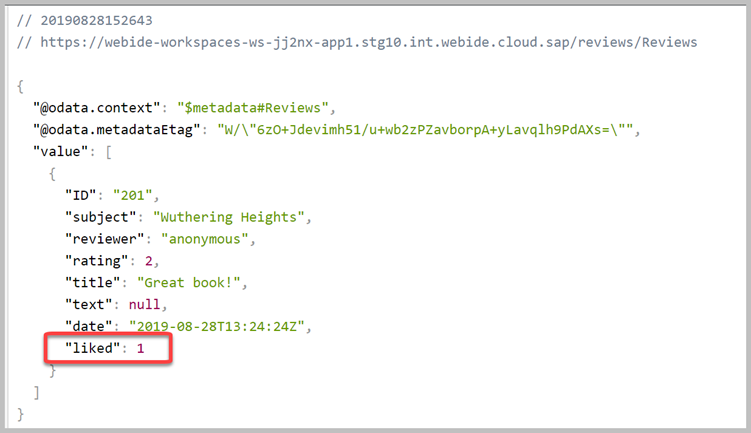 // 20190828152643
// https://webide-workspaces-ws-jj2nx-app1.stg10.int.webide.cloud.sap/reviews/Reviews
{
"@odata.context": "$metadata#Reviews",
"@odata.metadataEtag": "W/\"6zO+Jdevimh51/u+wb2zPZavborpA+yLavqlh9PdAXs=\"",
"value": [
{
"ID": "201",
"subject": "Wuthering Heights",
"reviewer": "anonymous",
"rating": 2,
"title": "Great book!",
"text": null,
"date": "2019-08-28T13:24:24Z",
"liked": 1
}
]
}